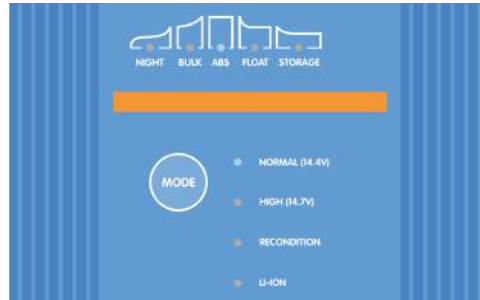 NIGHT BULK ABS FLOAT STORAGE
NORMAL (14.4V)
MODE
HIGH (14.7V)
RECONDITION
LI-ION